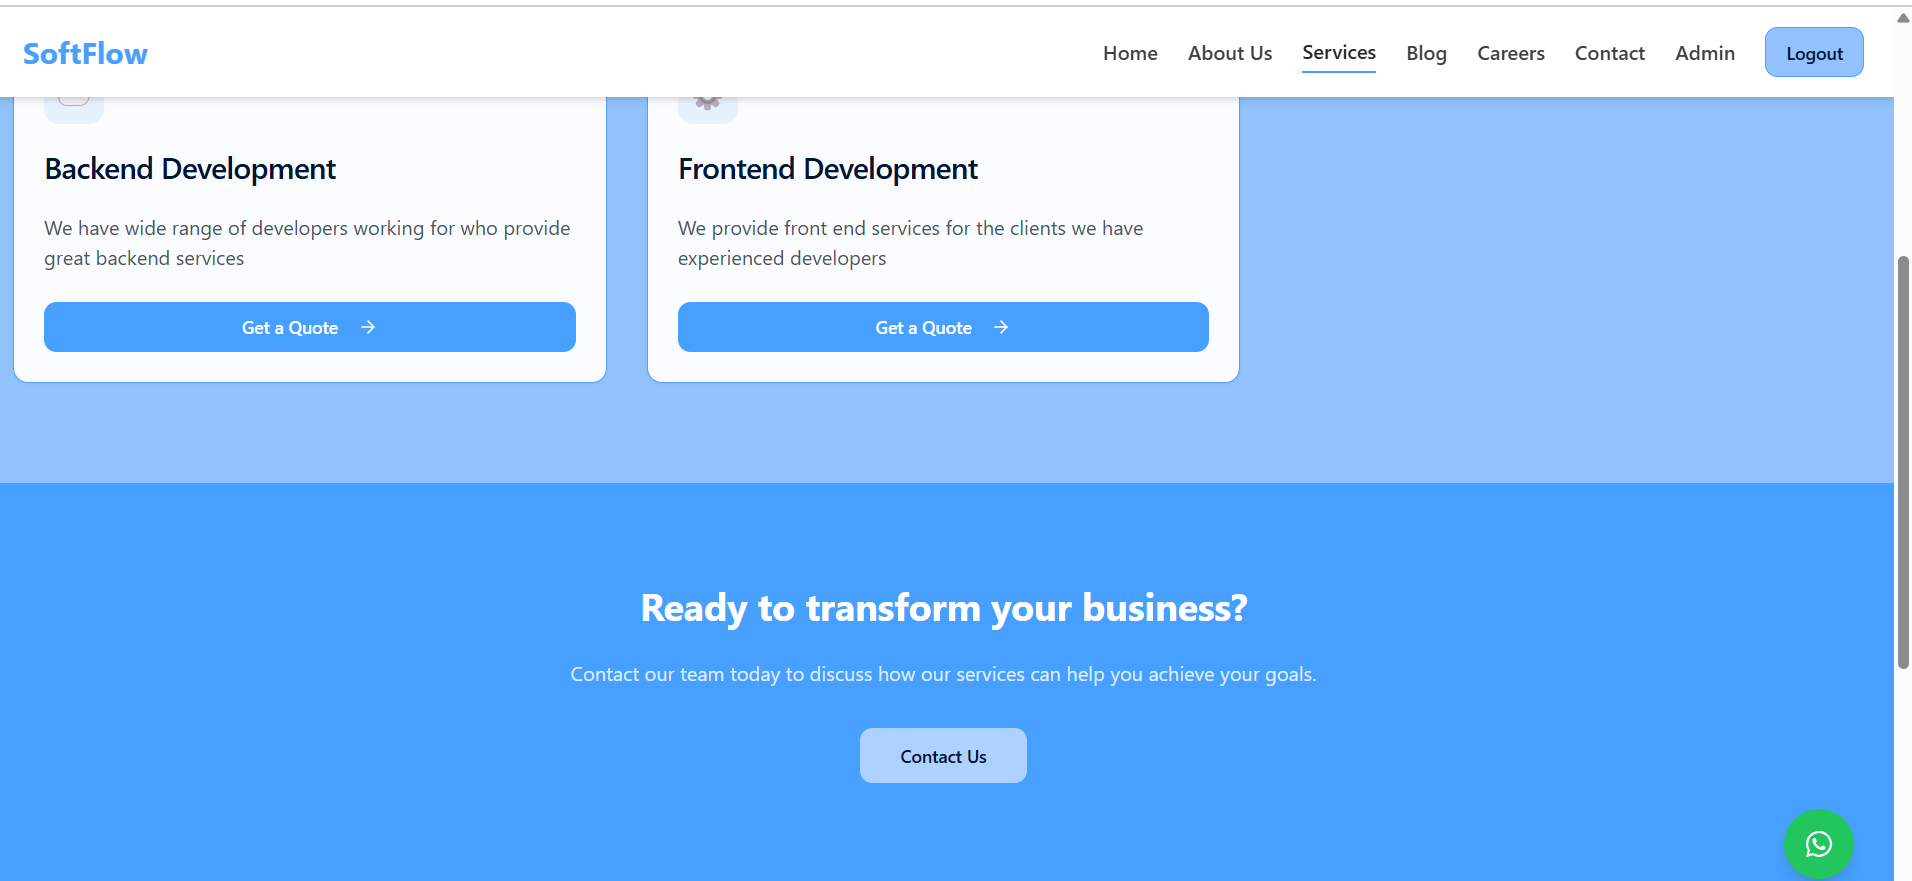 SoftFlow
Home
About Us
Services
Blog
Careers
Contact
Admin
Logout
Backend Development
We have wide range of developers working for who provide
great backend services
Get a Quote
Frontend Development
We provide front end services for the clients we have
experienced developers
Get a Quote
Ready to transform your business?
Contact our team today to discuss how our services can help you achieve your goals.
Contact Us